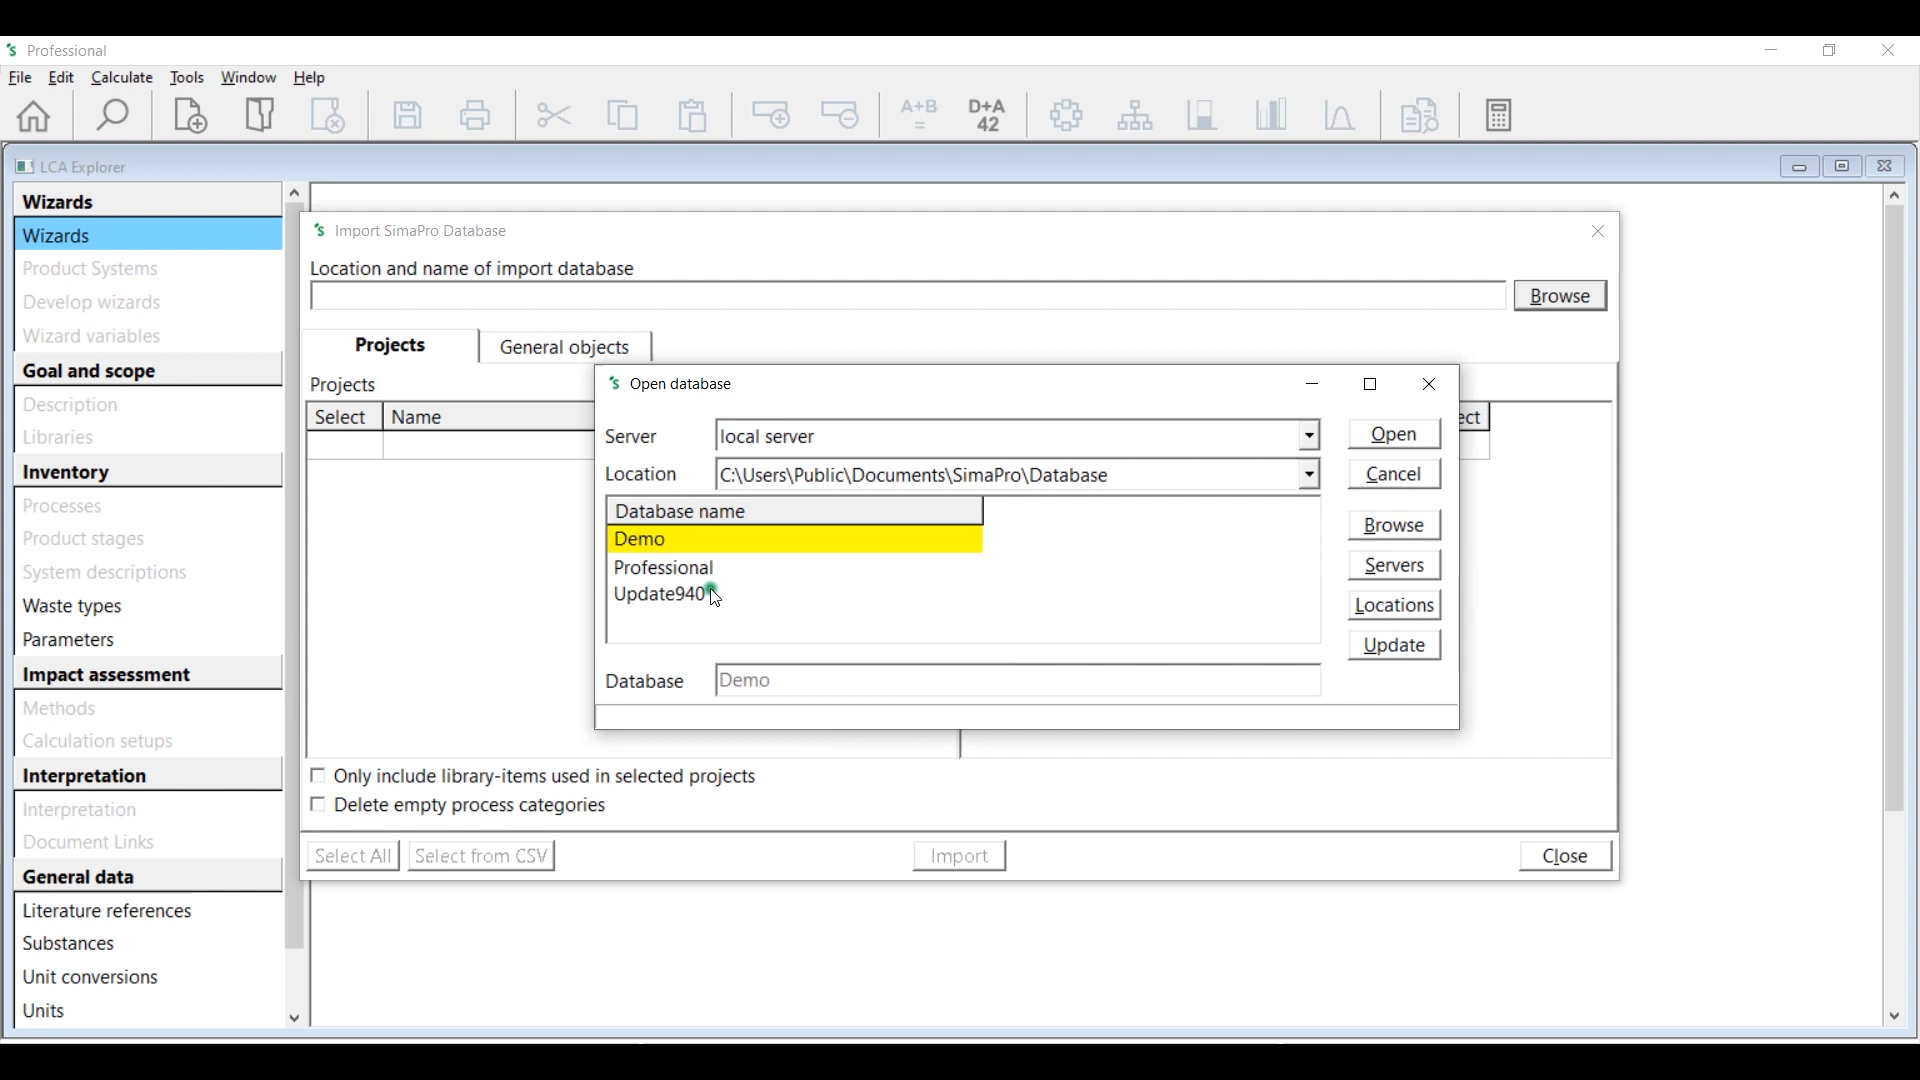 Professional
File Edit Calculate Tools Window Help
A+B
=
D+A
42
LCA Explorer
Wizards
Wizards
Product Systems
Develop wizards
Wizard variables
Goal and scope
Description
Libraries
Inventory
Processes
Product stages
System descriptions
Waste types
Parameters
Impact assessment
Methods
Calculation setups
Interpretation
Interpretation
Document Links
General data
Literature references
Substances
Unit conversions
Units
Import SimaPro Database
Location and name of import database
Browse
Projects General objects
Projects
Select Name ect
Open database
Server local server Open
Location C:\Users\Public\Documents\SimaPro\Database Cancel
Database name
Demo
Professional
Update940
Browse
Servers
Locations
Update
Database Demo
Only include library-items used in selected projects
Delete empty process categories
Select All Select from CSV Import Close